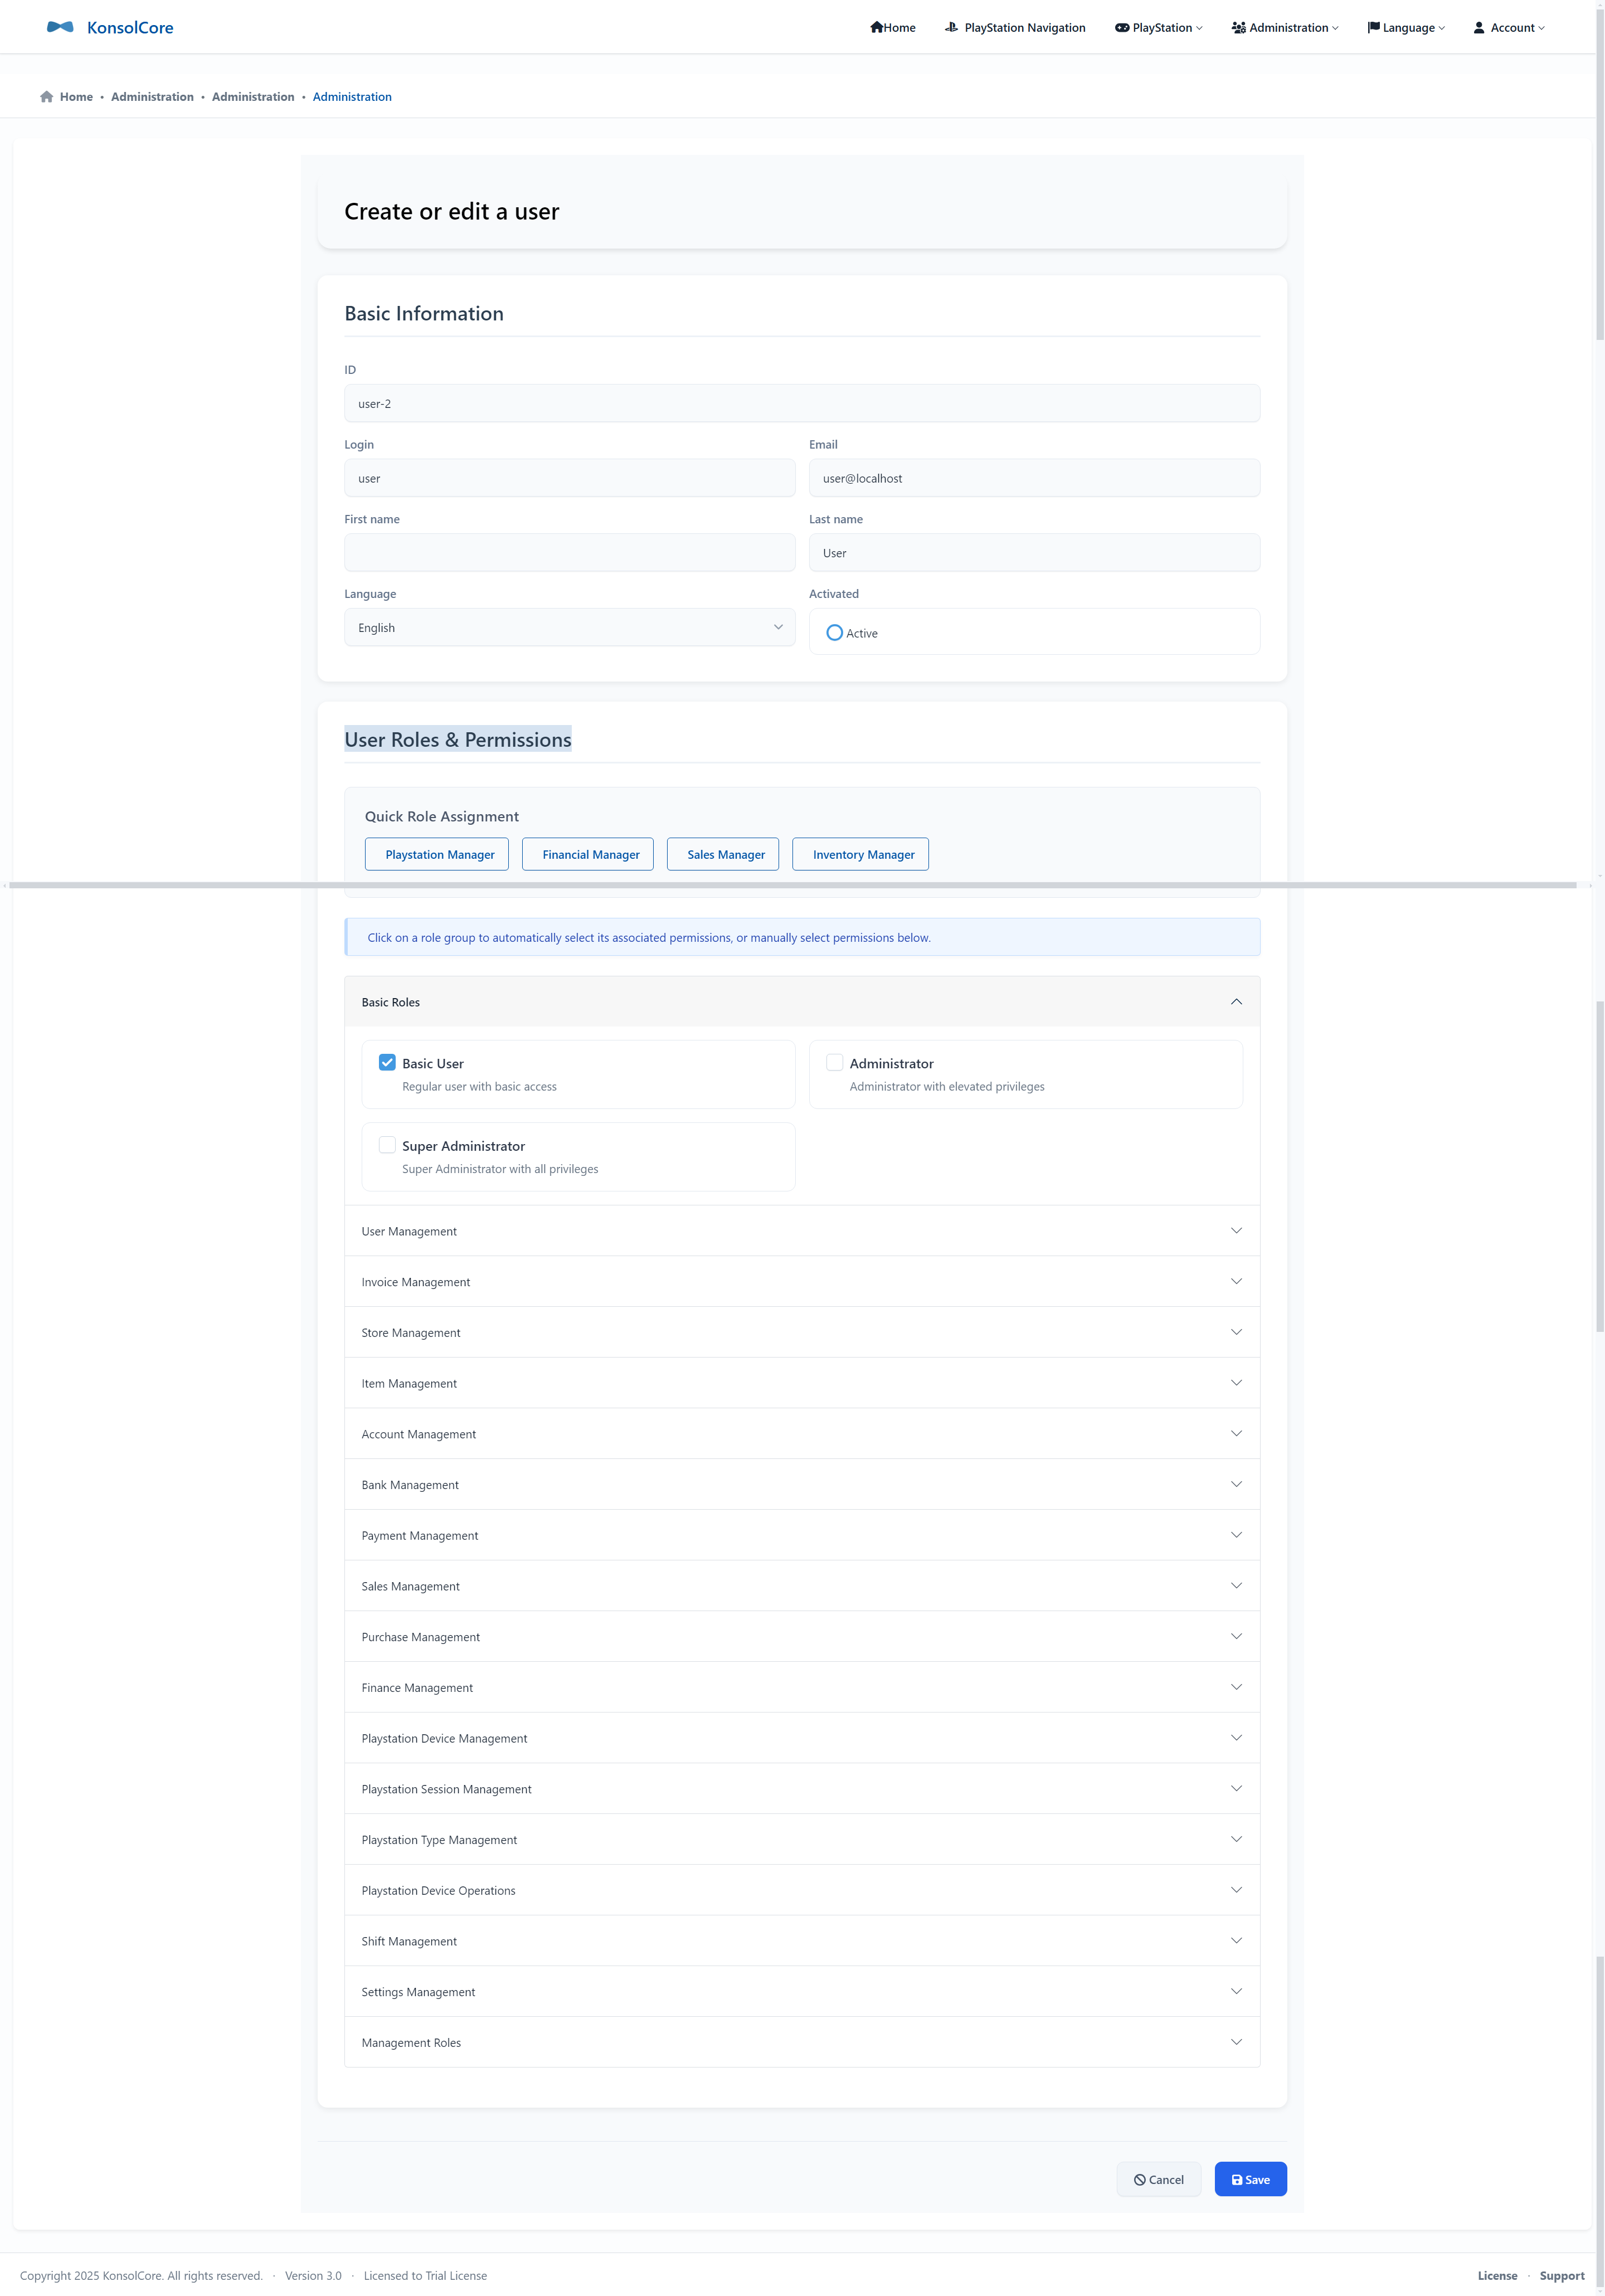 KonsolCore
Home PlayStation Navigation PlayStation Administration Language Account
Home • Administration • Administration • Administration
Create or edit a user
Basic Information
ID
user-2
Login Email
user user@localhost
First name Last name
User
Language Activated
English Active
User Roles & Permissions
Quick Role Assignment
Playstation Manager Financial Manager Sales Manager Inventory Manager
Click on a role group to automatically select its associated permissions, or manually select permissions below.
Basic Roles
Basic User Administrator
Regular user with basic access Administrator with elevated privileges
Super Administrator
Super Administrator with all privileges
User Management
Invoice Management
Store Management
Item Management
Account Management
Bank Management
Payment Management
Sales Management
Purchase Management
Finance Management
Playstation Device Management
Playstation Session Management
Playstation Type Management
Playstation Device Operations
Shift Management
Settings Management
Management Roles
Cancel Save
Copyright 2025 KonsolCore. All rights reserved. · Version 3.0 · Licensed to Trial License License · Support